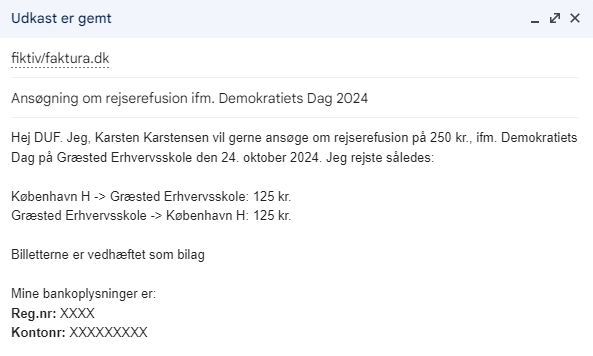 Udkast er gemt
fiktiv/faktura.dk
Ansøgning om rejserefusion ifm. Demokratiets Dag 2024
Hej DUF. Jeg, Karsten Karstensen vil gerne ansøge om rejserefusion på 250 kr., ifm. Demokratiets
Dag på Græsted Erhvervsskole den 24. oktober 2024. Jeg rejste således:
København H -> Græsted Erhvervsskole: 125 kr.
Græsted Erhvervsskole -> København H: 125 kr.
Billetterne er vedhæftet som bilag
Mine bankoplysninger er:
Reg.nr: XXXX
Kontonr: XXXXXXXXX